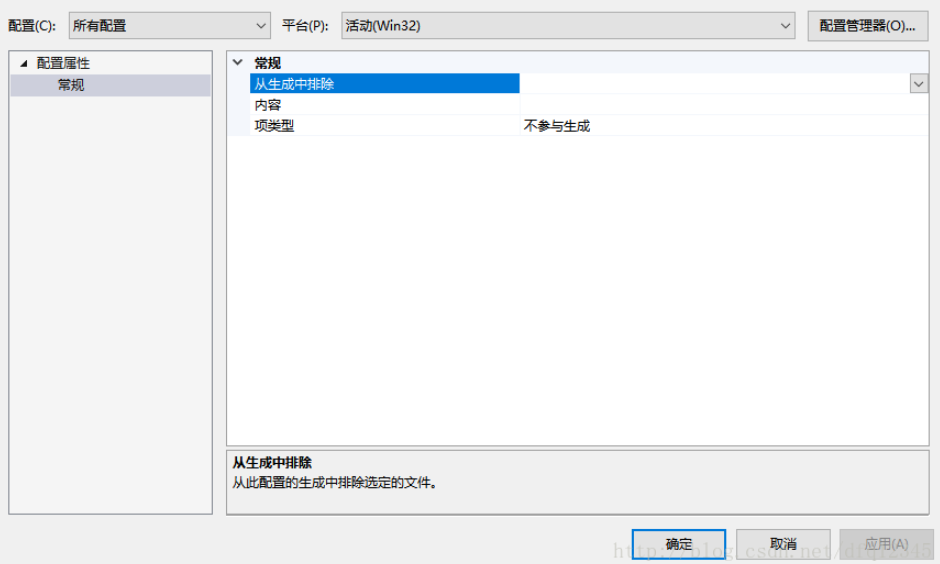 配置(C): 所有配置 平台(P): 活动(Win32) 配置管理器(O)...
配置属性
常规
常规
从生成中排除
内容
项类型 不参与生成
从生成中排除
从此配置的生成中排除选定的文件。
确定 取消 应用(A)